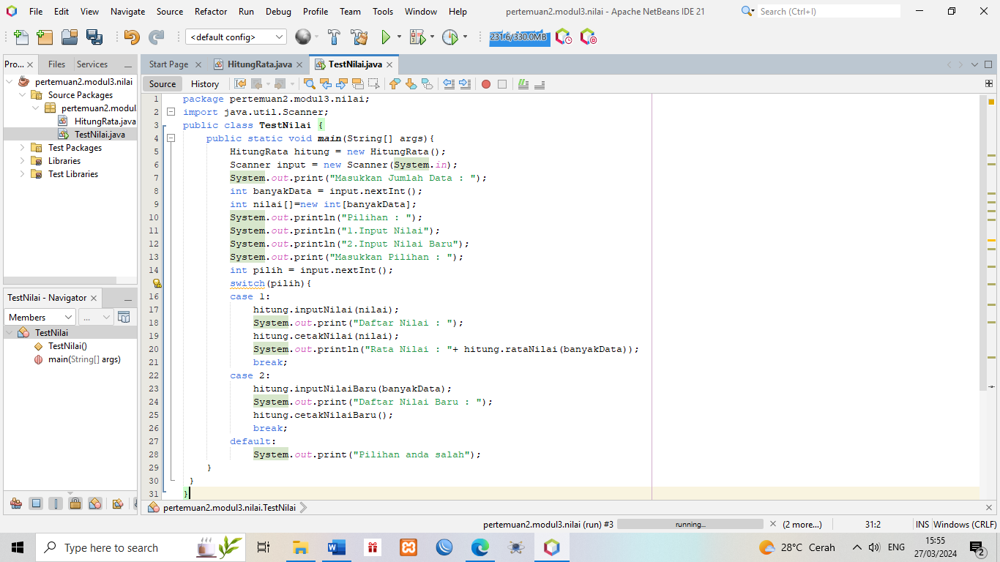 File Edit View Navigate Source Refactor Run Debug Profile Team Tools Window Help
pertemuan2.modul3.nilai - Apache NetBeans IDE 21
Search (Ctrl+I)
<default config>
231.6/330.0MB
Pro... Files Services
Start Page HitungRata.java TestNilai.java
Source History
pertemuan2.modul3.nilai
Source Packages
pertemuan2.modul
HitungRata.java
TestNilai.java
Test Packages
Libraries
Test Libraries
TestNilai - Navigator
Members ...
TestNilai
TestNilai()
main(String[] args)
1 package pertemuan2.modul3.nilai;
2 import java.util.Scanner;
3 public class TestNilai {
4 public static void main(String[] args){
5 HitungRata hitung = new HitungRata();
6 Scanner input = new Scanner(System.in);
7 System.out.print("Masukkan Jumlah Data : ");
8 int banyakData = input.nextInt();
9 int nilai[]=new int[banyakData];
10 System.out.println("Pilihan : ");
11 System.out.println("1.Input Nilai");
12 System.out.println("2.Input Nilai Baru");
13 System.out.print("Masukkan Pilihan : ");
14 int pilih = input.nextInt();
switch(pilih){
16 case 1:
17 hitung.inputNilai(nilai);
18 System.out.print("Daftar Nilai : ");
19 hitung.cetakNilai(nilai);
20 System.out.println("Rata Nilai : "+ hitung.rataNilai(banyakData));
21 break;
22 case 2:
23 hitung.inputNilaiBaru(banyakData);
24 System.out.print("Daftar Nilai Baru : ");
25 hitung.cetakNilaiBaru();
26 break;
27 default:
28 System.out.print("Pilihan anda salah");
29 }
30 }
31 }
pertemuan2.modul3.nilai.TestNilai
pertemuan2.modul3.nilai (run) #3 running... (2 more...) 31:2 INS Windows (CRLF)
Type here to search
28°C Cerah
ENG
15:55
27/03/2024
2